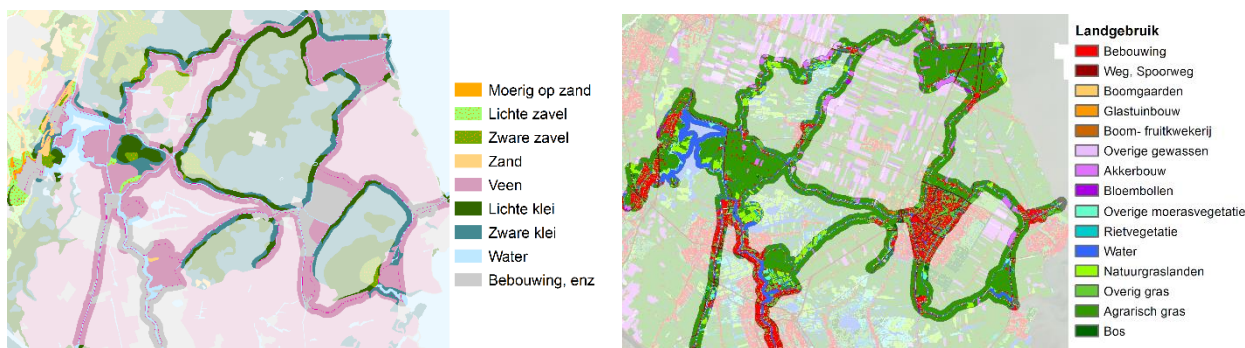 Moerig op zand
Lichte zavel
Zware zavel
Zand
Veen
Lichte klei
Zware klei
Water
Bebouwing, enz
Landgebruik
Bebouwing
Weg, Spoorweg
Boomgaarden
Glastuinbouw
Boom- fruitkwekerij
Overige gewassen
Akkerbouw
Bloembollen
Overige moerasvegetatie
Rietvegetatie
Water
Natuurgraslanden
Overig gras
Agrarisch gras
Bos